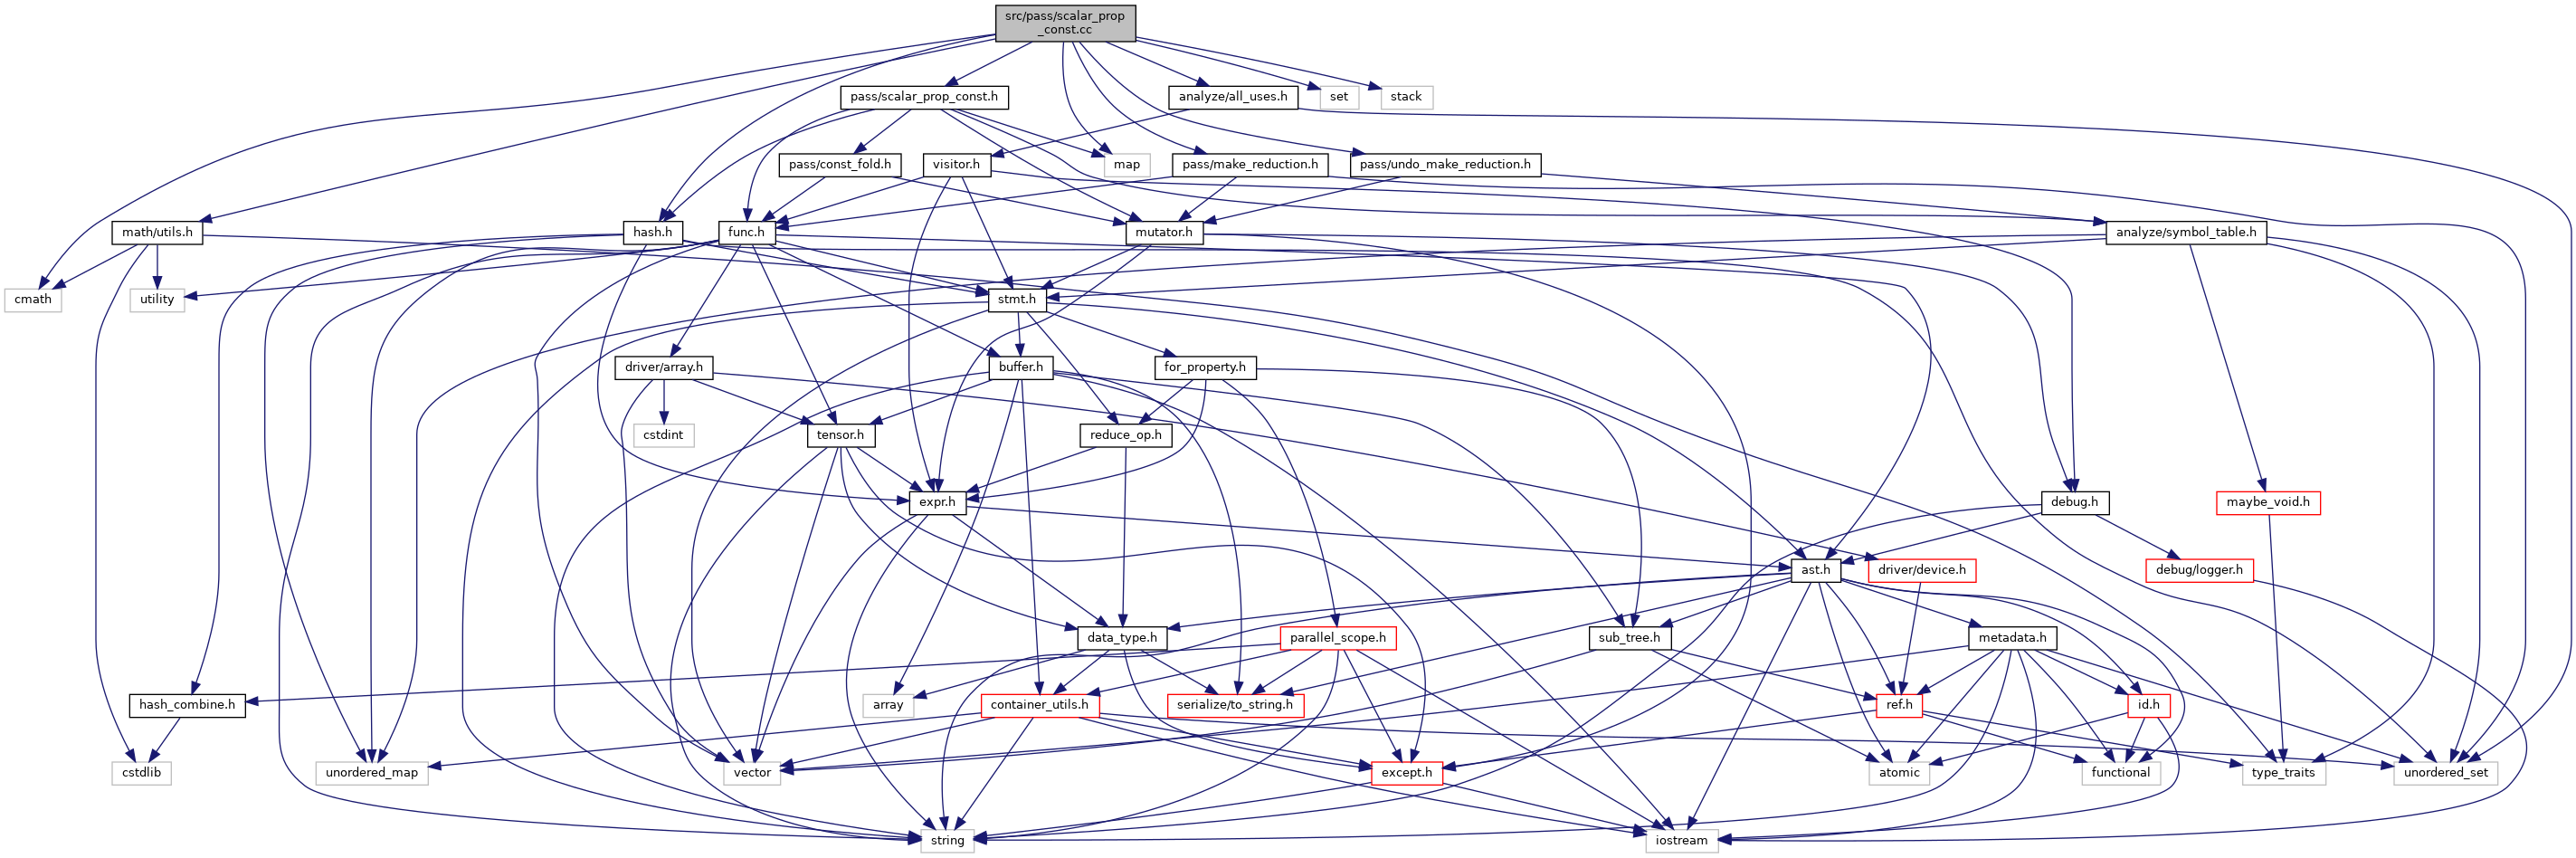 src/pass/scalar_prop
_const.cc
pass/scalar_prop_const.h
analyze/all_uses.h
set
stack
pass/const_fold.h
visitor.h
map
pass/make_reduction.h
pass/undo_make_reduction.h
math/utils.h
hash.h
func.h
mutator.h
analyze/symbol_table.h
cmath
utility
stmt.h
driver/array.h
buffer.h
for_property.h
cstdint
tensor.h
reduce_op.h
expr.h
debug.h
maybe_void.h
ast.h
driver/device.h
debug/logger.h
data_type.h
parallel_scope.h
sub_tree.h
metadata.h
hash_combine.h
array
container_utils.h
serialize/to_string.h
ref.h
id.h
cstdlib
unordered_map
vector
except.h
atomic
functional
type_traits
unordered_set
string
iostream